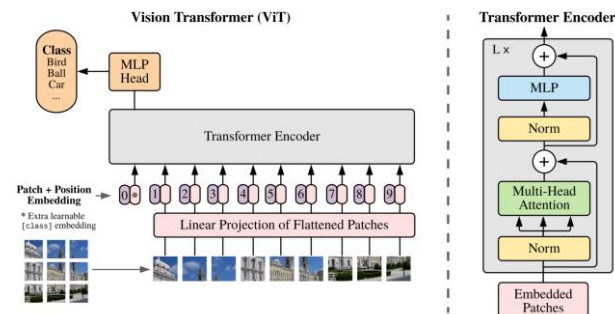 Vision Transformer (ViT)
Class
Bird
Ball
Car
...
MLP
Head
Transformer Encoder
Patch + Position
Embedding
* Extra learnable
[class] embedding
0 * 1 2 3 4 5 6 7 8 9
Linear Projection of Flattened Patches
Transformer Encoder
L x
+
MLP
Norm
+
Multi-Head
Attention
Norm
Embedded
Patches